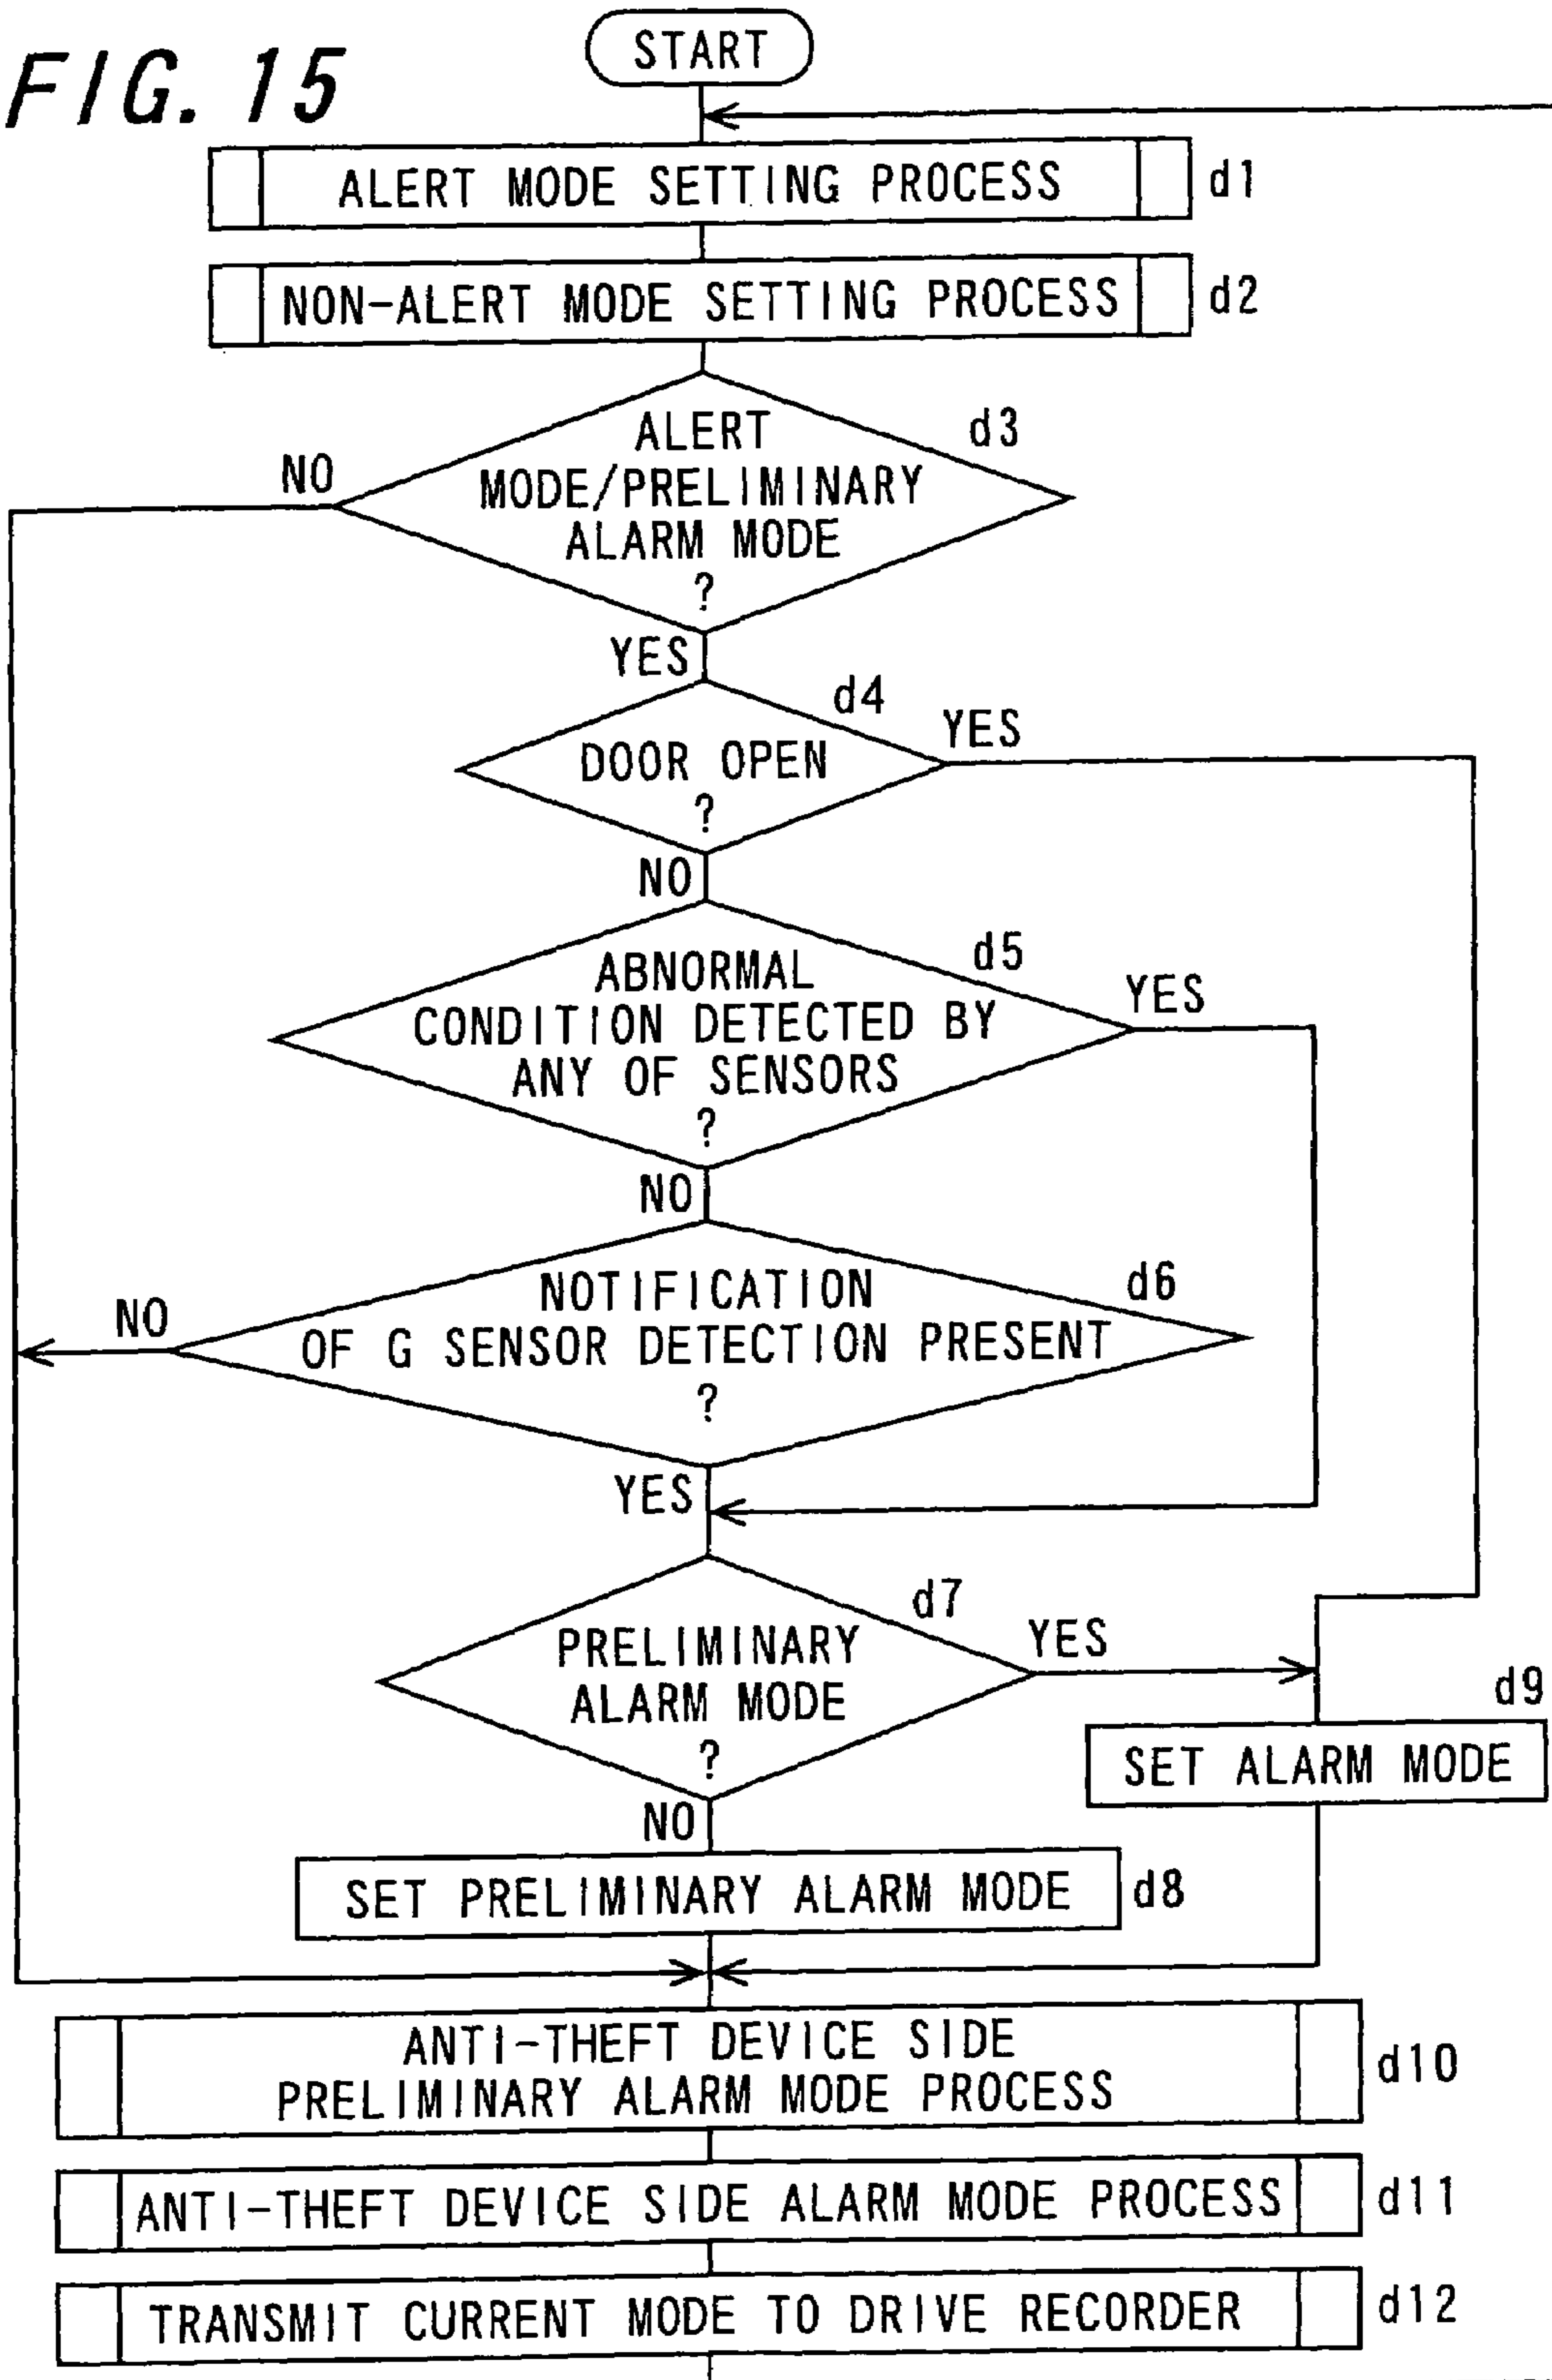 FIG. 15
START
ALERT MODE SETTING PROCESS
d1
NON-ALERT MODE SETTING PROCESS
d2
ALERT
MODE/PRELIMINARY
ALARM MODE
?
d3
NO
YES
DOOR OPEN
?
d4
YES
NO
ABNORMAL
CONDITION DETECTED BY
ANY OF SENSORS
?
d5
YES
NO
NOTIFICATION
OF G SENSOR DETECTION PRESENT
?
d6
NO
YES
PRELIMINARY
ALARM MODE
?
d7
YES
NO
SET ALARM MODE
d9
SET PRELIMINARY ALARM MODE
d8
ANTI-THEFT DEVICE SIDE
PRELIMINARY ALARM MODE PROCESS
d10
ANTI-THEFT DEVICE SIDE ALARM MODE PROCESS
d11
TRANSMIT CURRENT MODE TO DRIVE RECORDER
d12